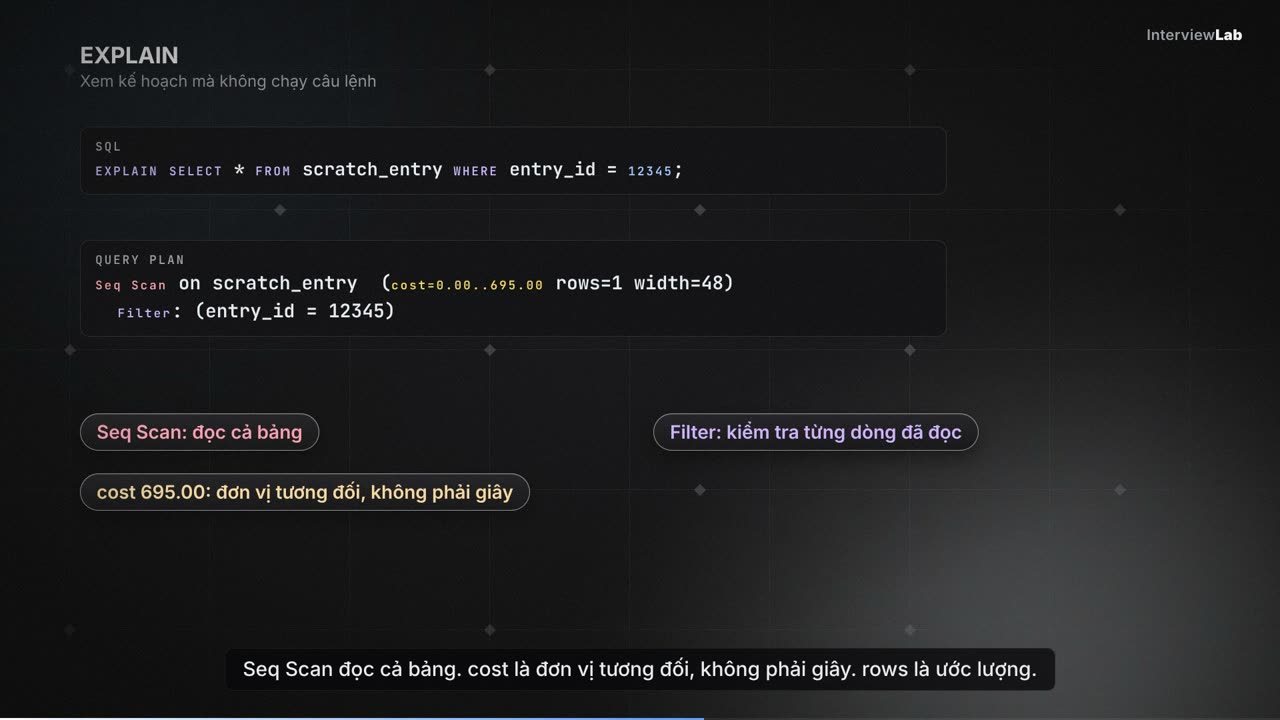 InterviewLab
EXPLAIN
Xem kế hoạch mà không chạy câu lệnh
SQL
EXPLAIN SELECT * FROM scratch_entry WHERE entry_id = 12345;
QUERY PLAN
Seq Scan on scratch_entry  (cost=0.00..695.00 rows=1 width=48)
Filter: (entry_id = 12345)
Seq Scan: đọc cả bảng
Filter: kiểm tra từng dòng đã đọc
cost 695.00: đơn vị tương đối, không phải giây
Seq Scan đọc cả bảng. cost là đơn vị tương đối, không phải giây. rows là ước lượng.